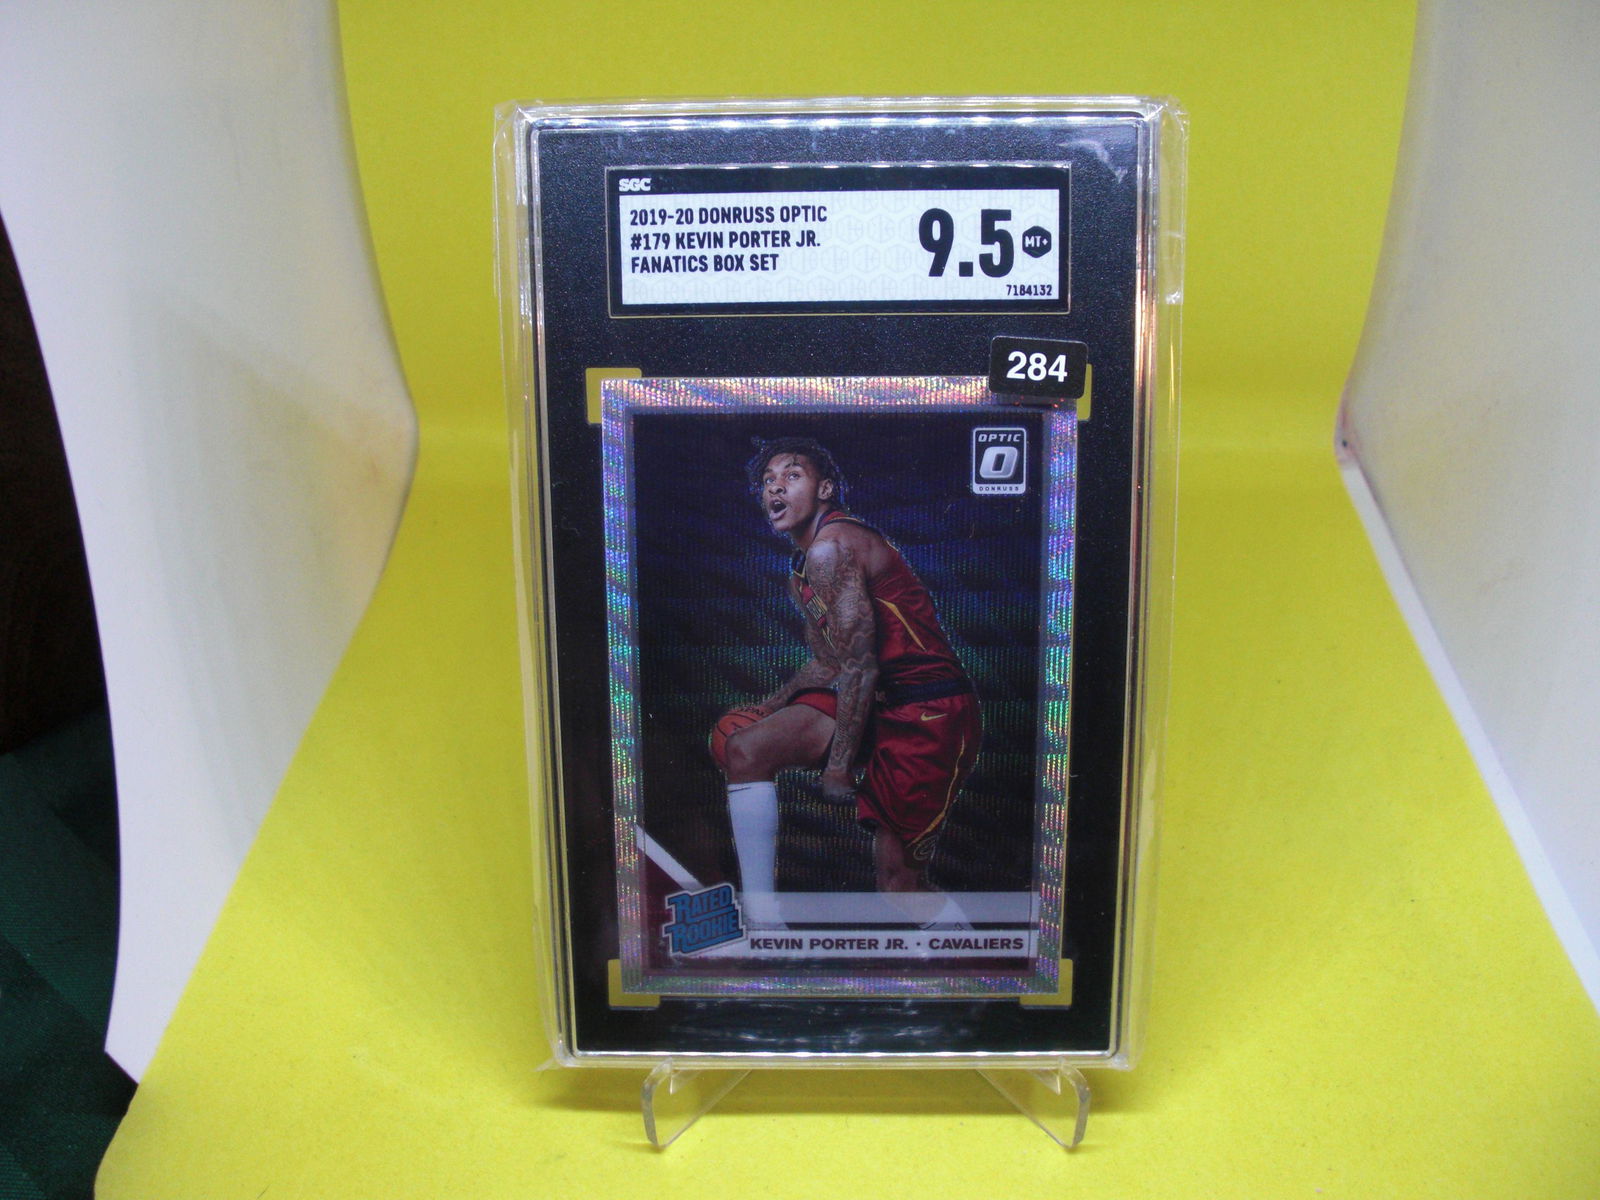 SGC
2019-20 DONRUSS OPTIC
#179 KEVIN PORTER JR.
FANATICS BOX SET
9.5 MT+
7184132
284
OPTIC
O
DONRUSS
RATED
ROOKIE
KEVIN PORTER JR. · CAVALIERS